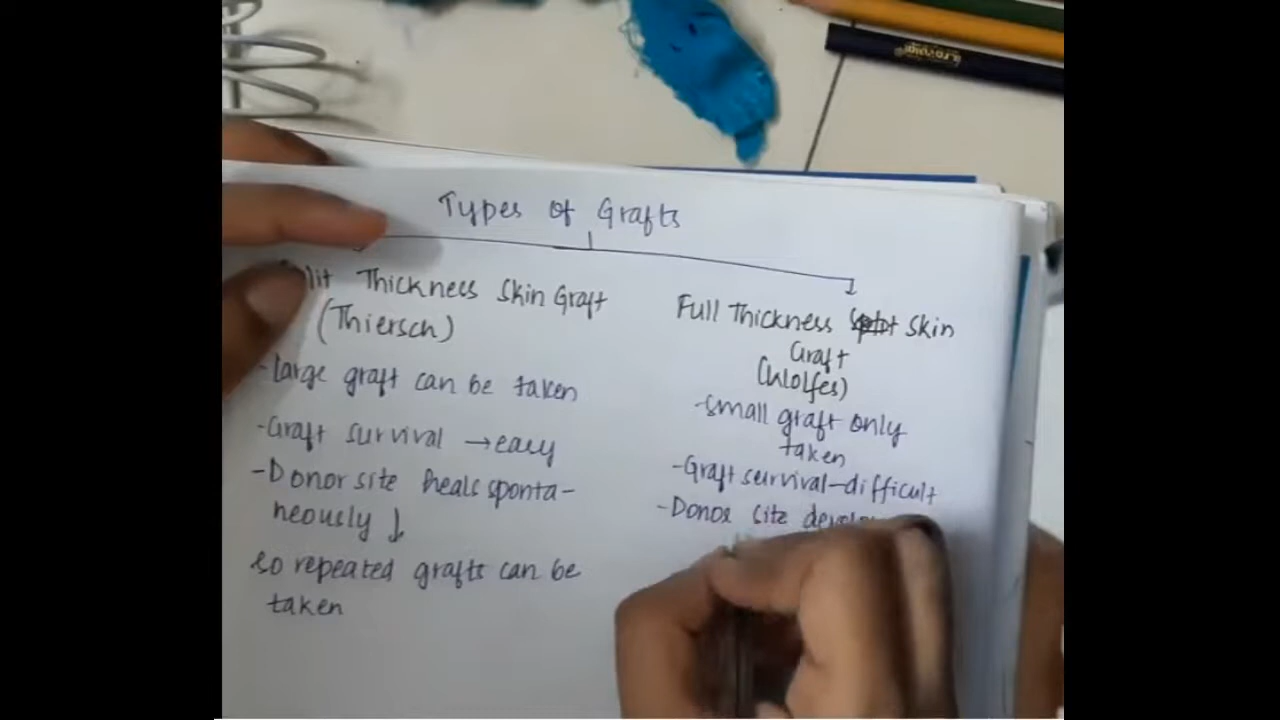 Types of Grafts
Thickness Skin Graft
(Thiersch)
-Large graft can be taken
-Graft survival →easy
-Donor site heals sponta-
neously ↓
so repeated grafts can be
taken
Full Thickness Skin
Graft
(Wolfes)
-small graft only
taken
-Graft survival-difficult
-Donor site